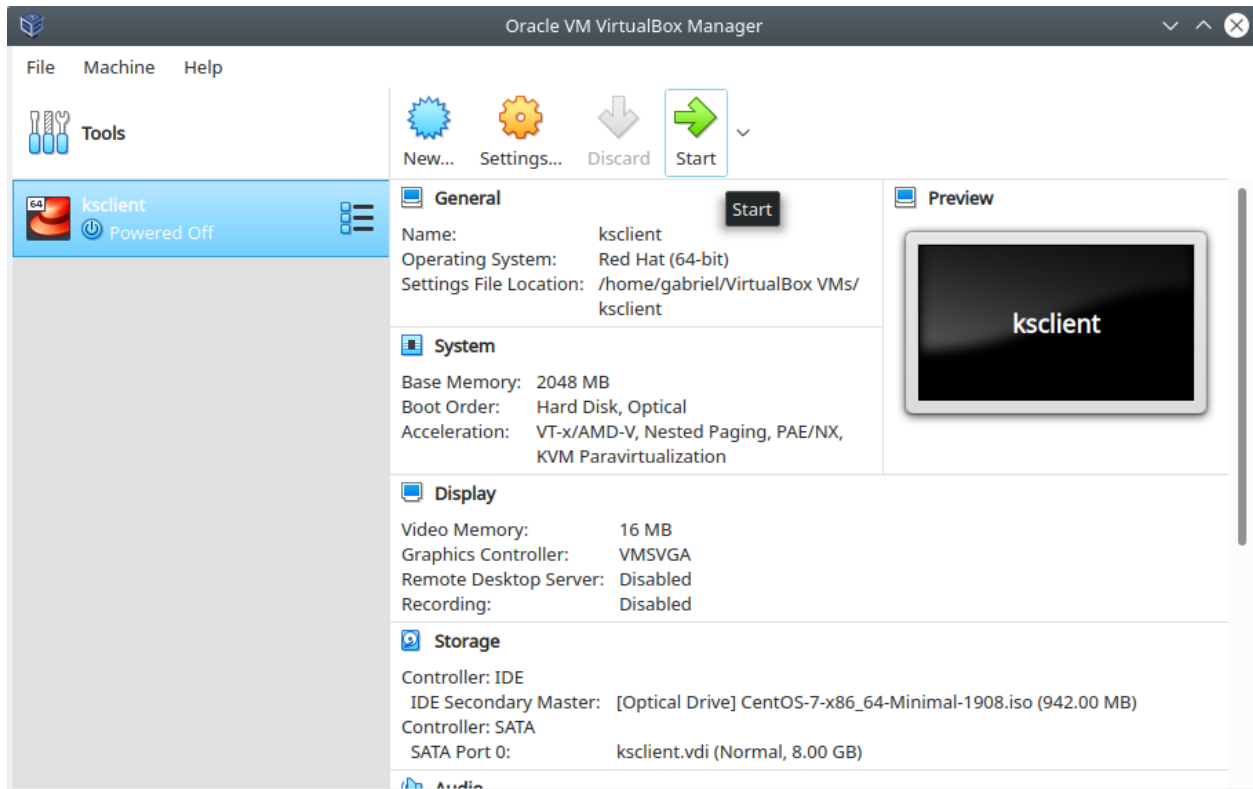 Oracle VM VirtualBox Manager
File Machine Help
Tools
New... Settings... Discard Start
Start
64
ksclient
Powered Off
General
Name: ksclient
Operating System: Red Hat (64-bit)
Settings File Location: /home/gabriel/VirtualBox VMs/
ksclient
Preview
ksclient
System
Base Memory: 2048 MB
Boot Order: Hard Disk, Optical
Acceleration: VT-x/AMD-V, Nested Paging, PAE/NX,
KVM Paravirtualization
Display
Video Memory: 16 MB
Graphics Controller: VMSVGA
Remote Desktop Server: Disabled
Recording: Disabled
Storage
Controller: IDE
IDE Secondary Master: [Optical Drive] CentOS-7-x86_64-Minimal-1908.iso (942.00 MB)
Controller: SATA
SATA Port 0: ksclient.vdi (Normal, 8.00 GB)
Audio